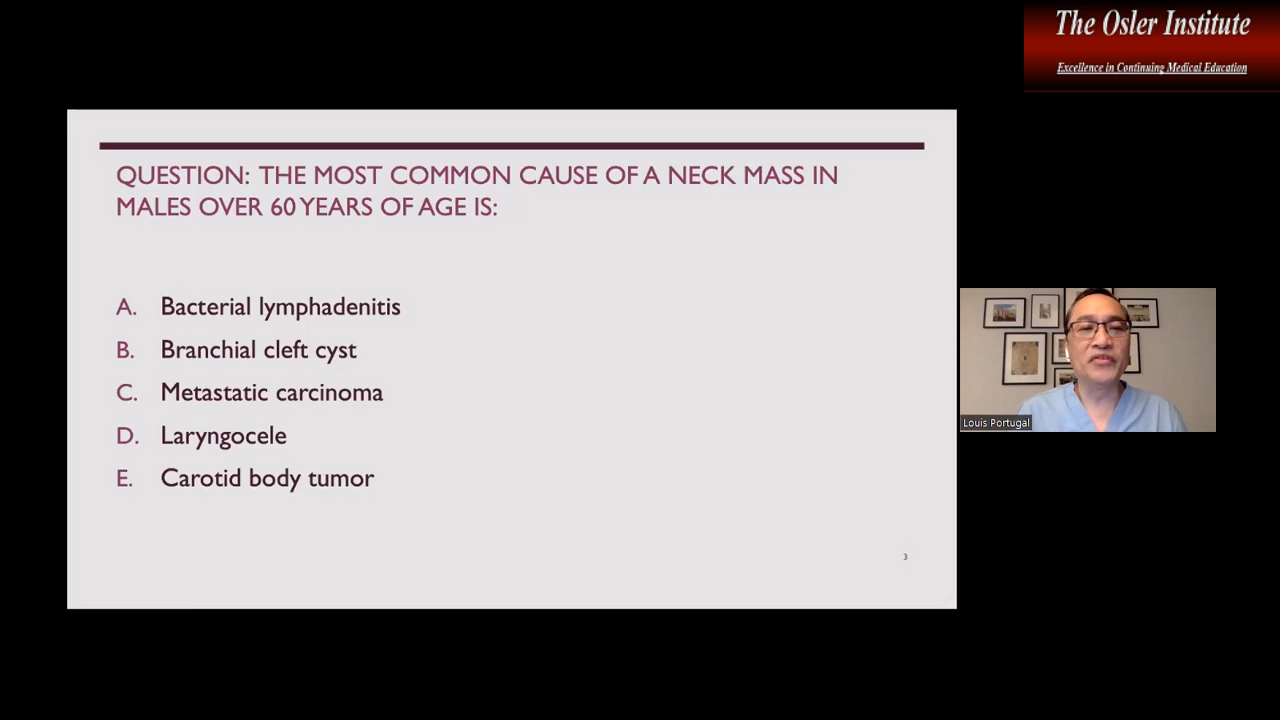 The Osler Institute
Excellence in Continuing Medical Education
QUESTION: THE MOST COMMON CAUSE OF A NECK MASS IN
MALES OVER 60 YEARS OF AGE IS:
A. Bacterial lymphadenitis
B. Branchial cleft cyst
C. Metastatic carcinoma
D. Laryngocele
E. Carotid body tumor
3
Louis Portugal